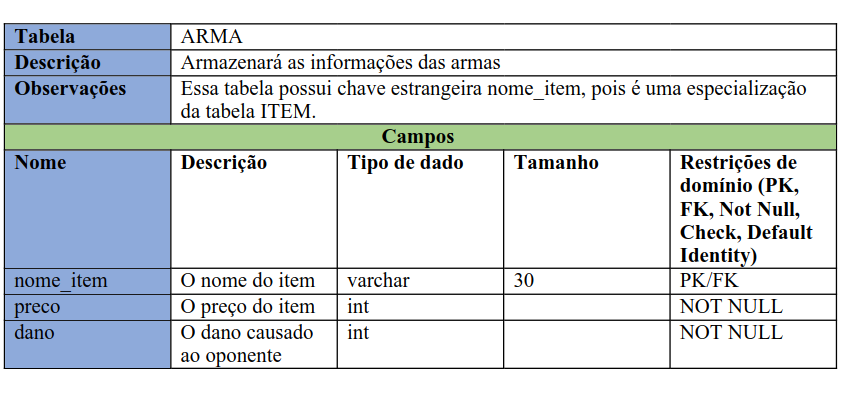 Tabela ARMA
Descrição Armazenará as informações das armas
Observações Essa tabela possui chave estrangeira nome_item, pois é uma especialização
da tabela ITEM.
Campos
Nome Descrição Tipo de dado Tamanho Restrições de
domínio (PK,
FK, Not Null,
Check, Default
Identity)
nome_item O nome do item varchar 30 PK/FK
preco O preço do item int NOT NULL
dano O dano causado int NOT NULL
ao oponente